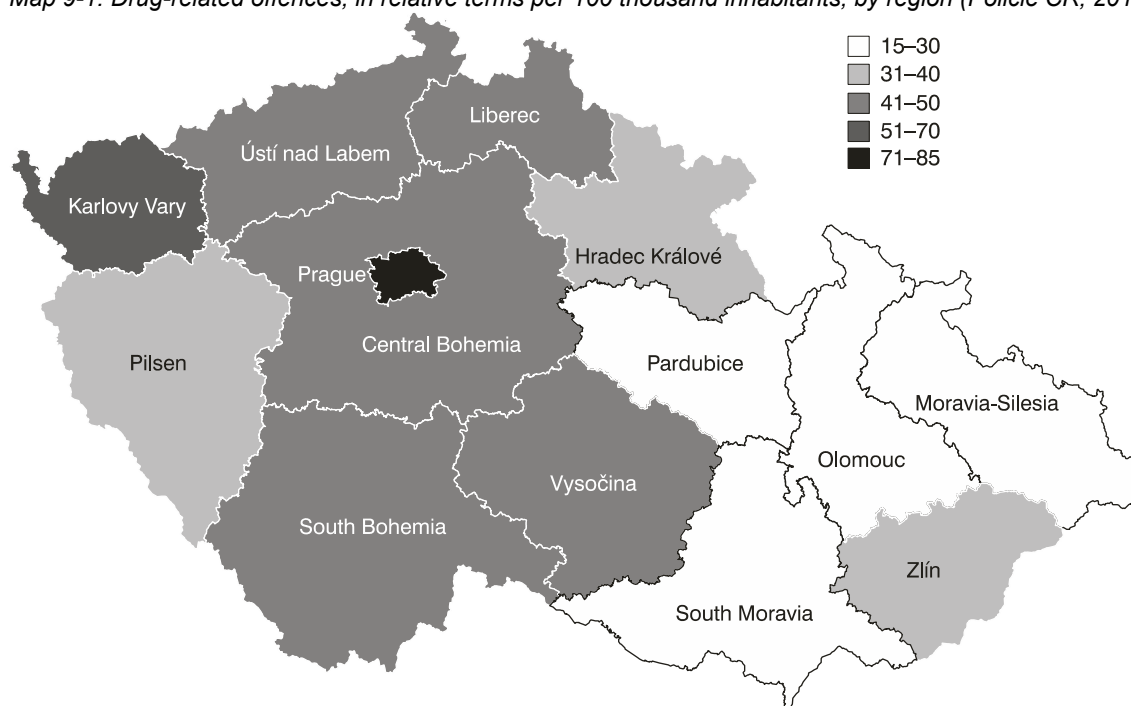 Map 9-1: Drug-related offences, in relative terms per 100 thousand inhabitants, by region (Policie ČR, 201
15–30
31–40
41–50
51–70
71–85
Liberec
Ústí nad Labem
Karlovy Vary
Hradec Králové
Prague
Central Bohemia
Pilsen
Pardubice
Moravia-Silesia
Olomouc
Vysočina
South Bohemia
Zlín
South Moravia